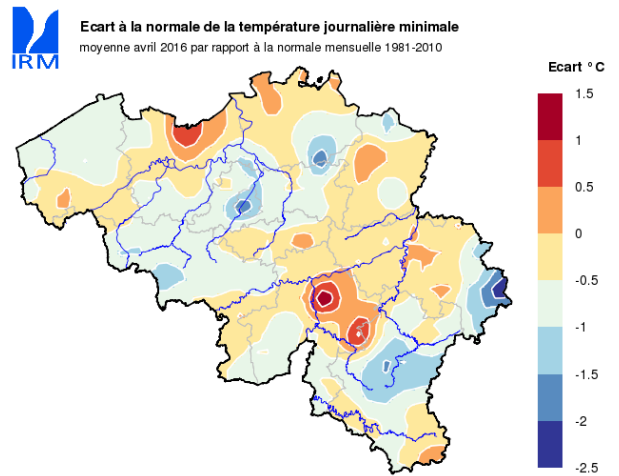 Ecart à la normale de la température journalière minimale
moyenne avril 2016 par rapport à la normale mensuelle 1981-2010
IRM
Ecart ° C
1.5
1
0.5
0
-0.5
-1
-1.5
-2
-2.5